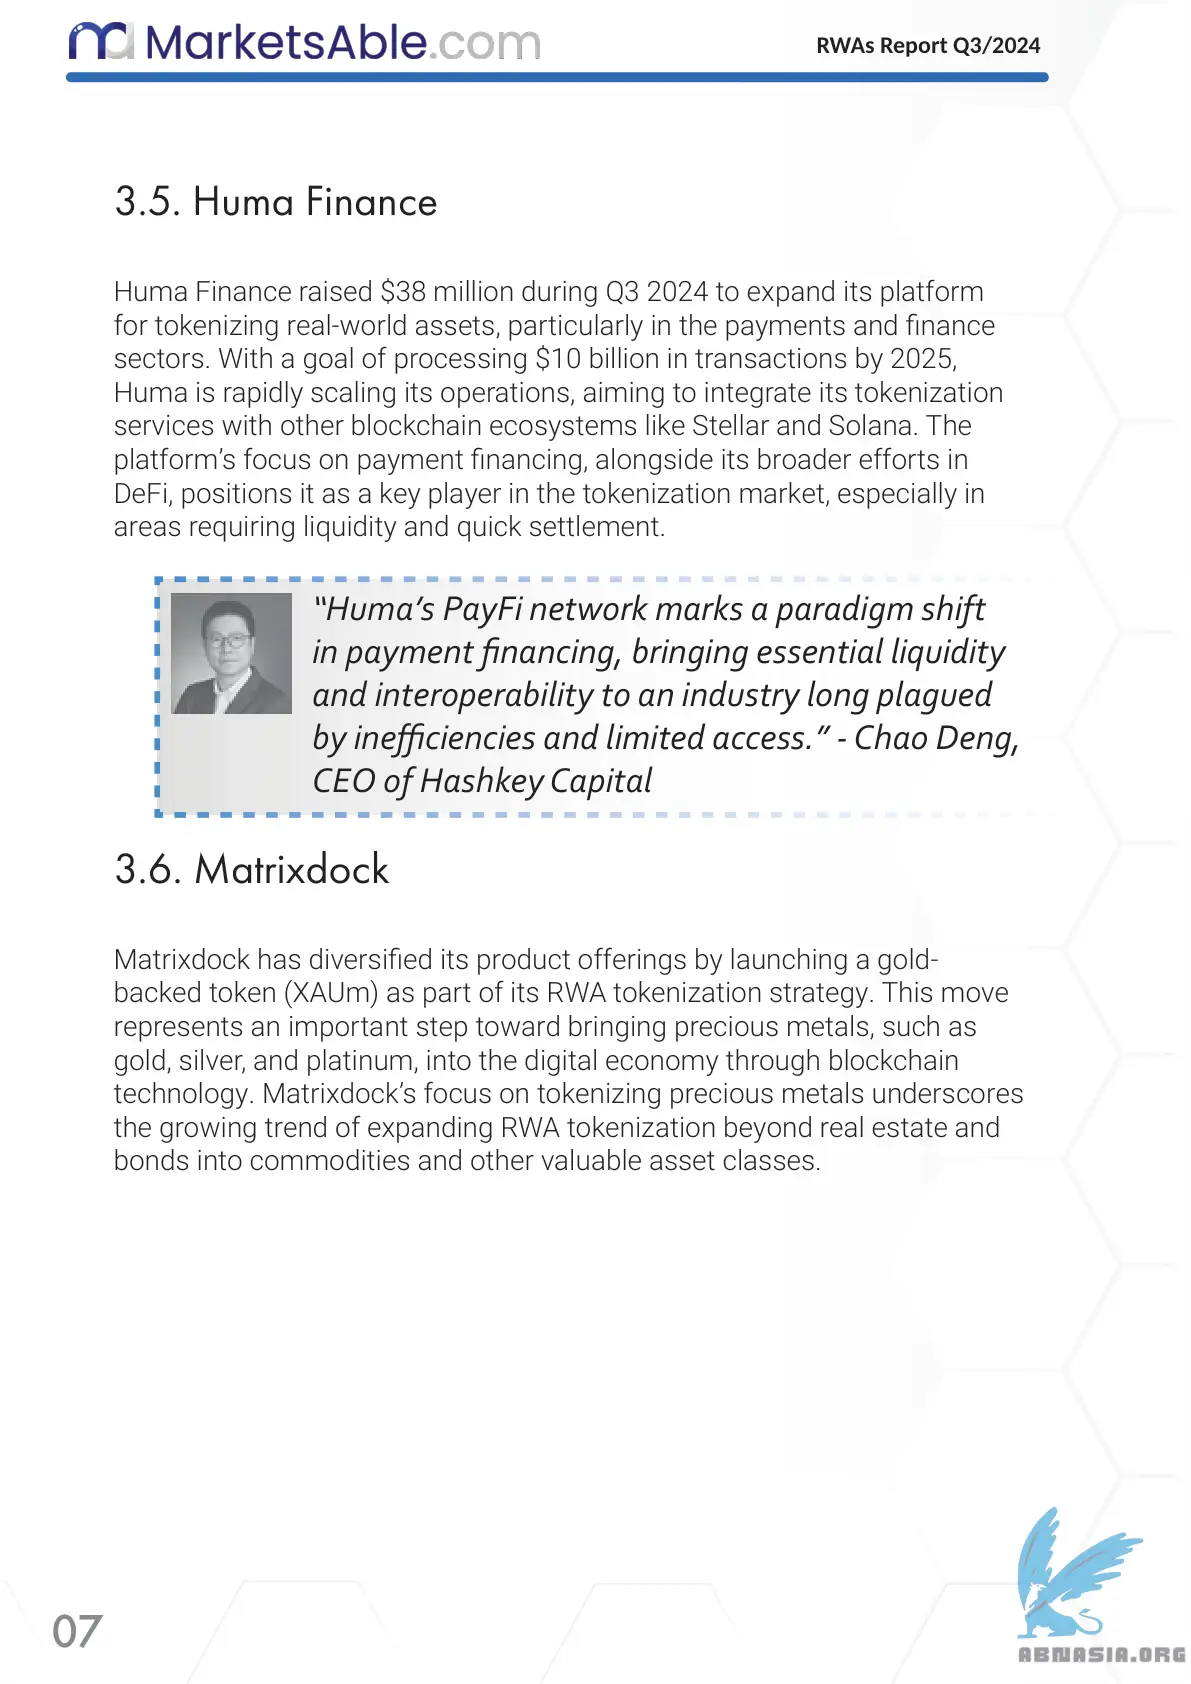 MarketsAble.com
RWAs Report Q3/2024
3.5. Huma Finance
Huma Finance raised $38 million during Q3 2024 to expand its platform
for tokenizing real-world assets, particularly in the payments and finance
sectors. With a goal of processing $10 billion in transactions by 2025,
Huma is rapidly scaling its operations, aiming to integrate its tokenization
services with other blockchain ecosystems like Stellar and Solana. The
platform’s focus on payment financing, alongside its broader efforts in
DeFi, positions it as a key player in the tokenization market, especially in
areas requiring liquidity and quick settlement.
“Huma’s PayFi network marks a paradigm shift
in payment financing, bringing essential liquidity
and interoperability to an industry long plagued
by inefficiencies and limited access.” - Chao Deng,
CEO of Hashkey Capital
3.6. Matrixdock
Matrixdock has diversified its product offerings by launching a gold-
backed token (XAUm) as part of its RWA tokenization strategy. This move
represents an important step toward bringing precious metals, such as
gold, silver, and platinum, into the digital economy through blockchain
technology. Matrixdock’s focus on tokenizing precious metals underscores
the growing trend of expanding RWA tokenization beyond real estate and
bonds into commodities and other valuable asset classes.
07
ABNASIA.ORG